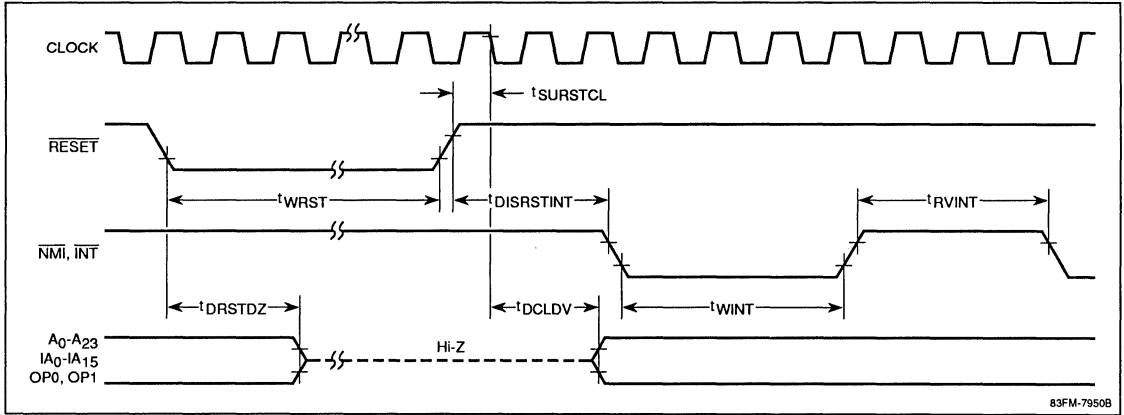 CLOCK
tSURSTCL
RESET
tWRST
tDISRSTINT
tRVINT
NMI, INT
tDRSTDZ
tDCLDV
tWINT
A0-A23
Hi-Z
IA0-IA15
OP0, OP1
83FM-7950B